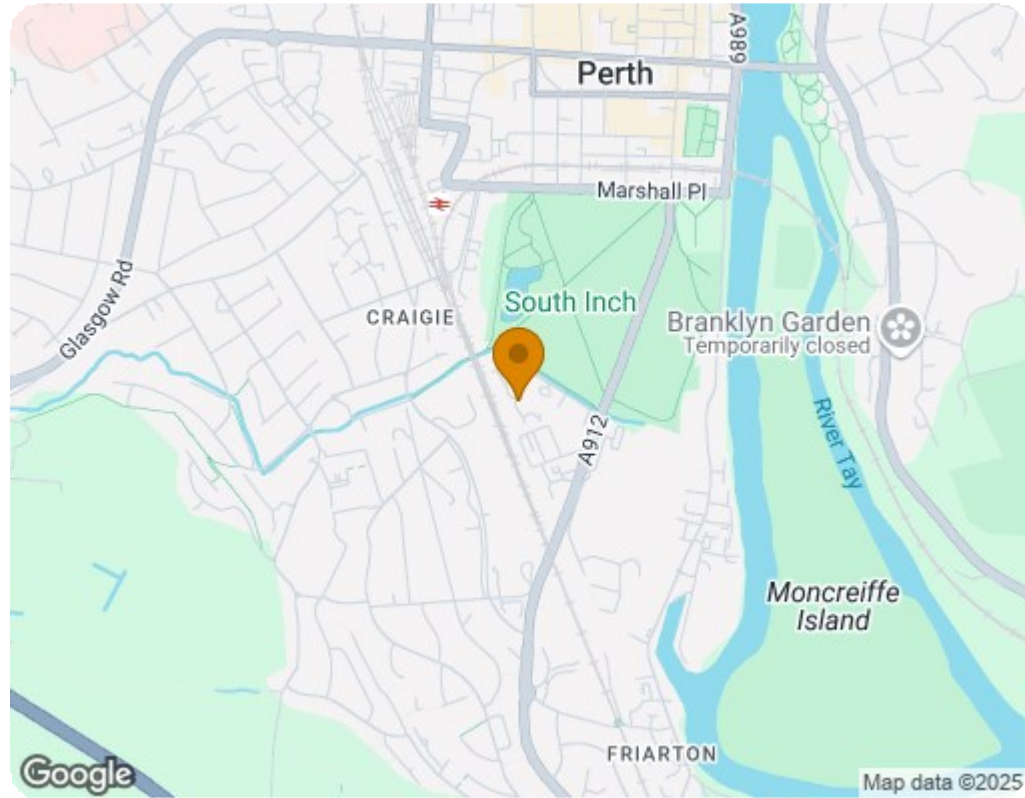 A989
Perth
Marshall Pl
Glasgow Rd
CRAIGIE
South Inch
Branklyn Garden
Temporarily closed
A912
River Tay
Moncreiffe
Island
FRIARTON
Google
Map data ©2025